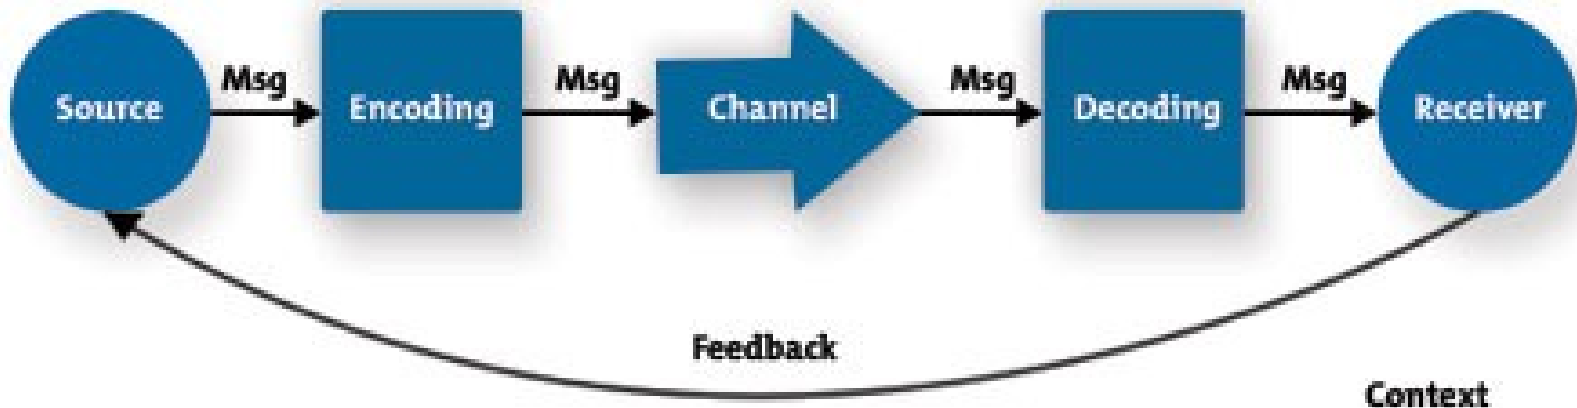 Msg
Msg
Msg
Msg
Source
Encoding
Channel
Decoding
Receiver
Feedback
Context